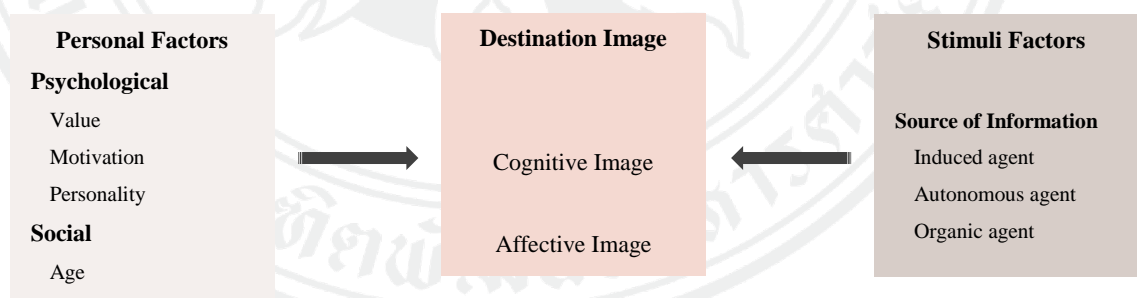 Personal Factors
Psychological
Value
Motivation
Personality
Social
Age
Destination Image
Cognitive Image
Affective Image
Stimuli Factors
Source of Information
Induced agent
Autonomous agent
Organic agent